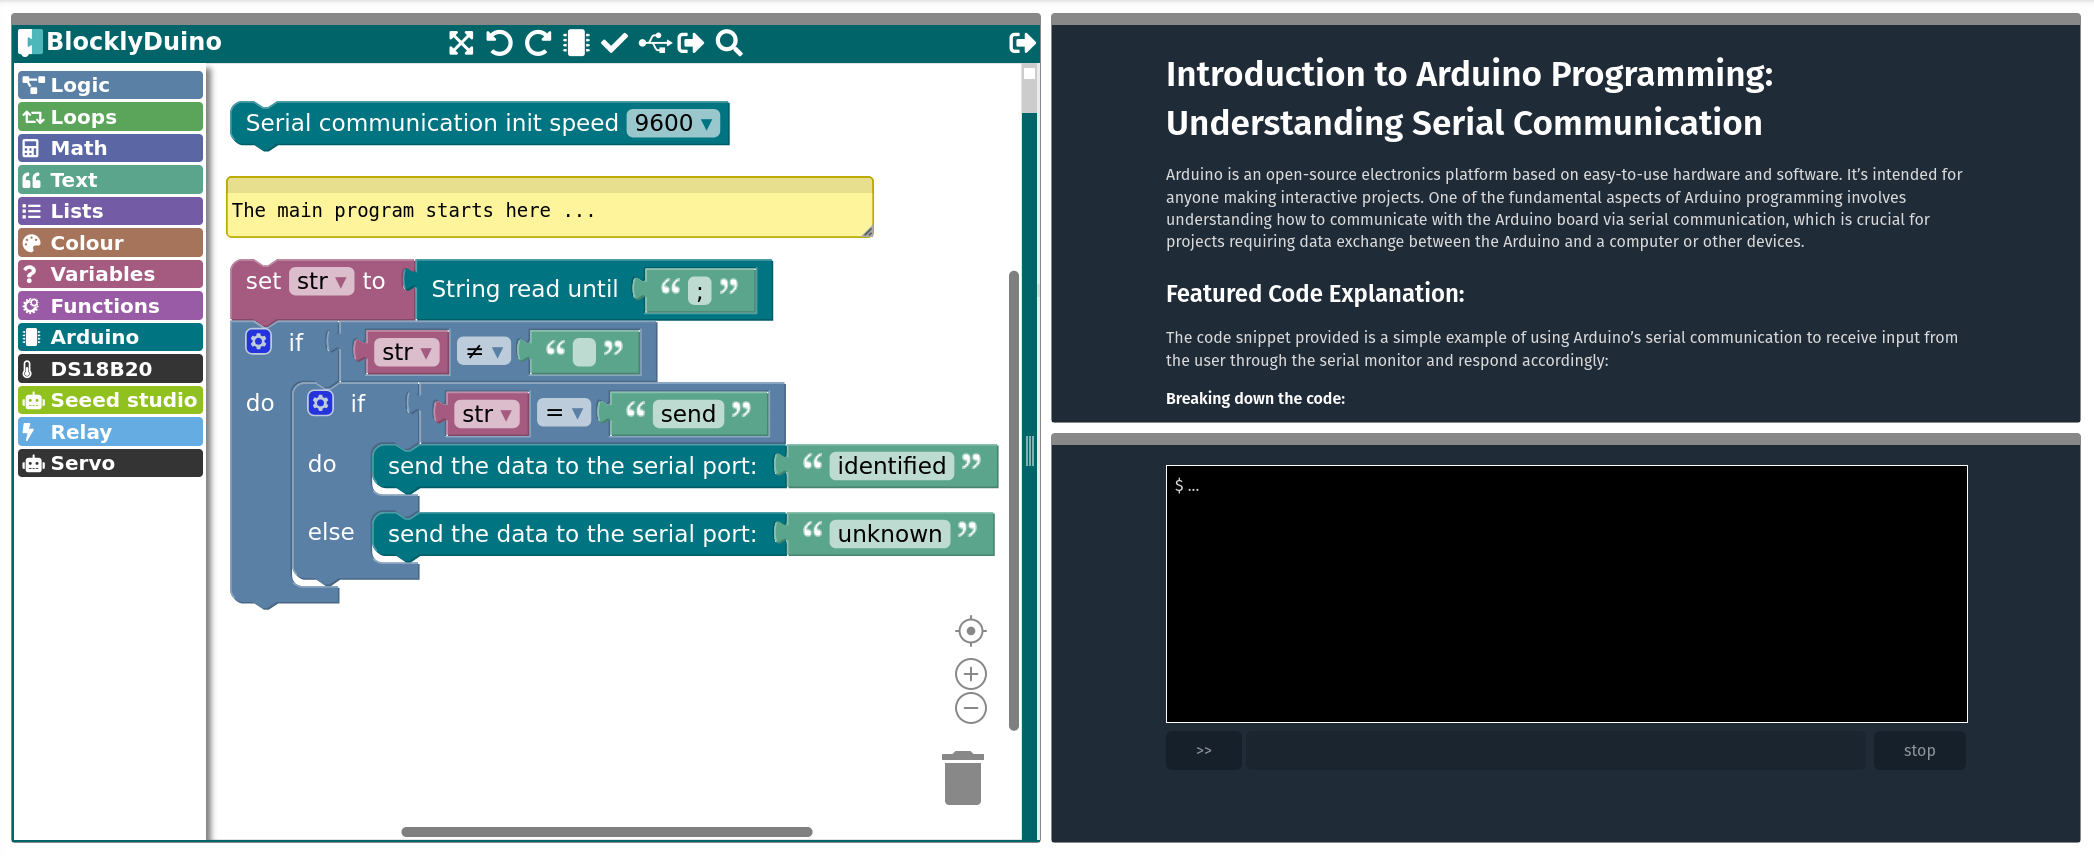 BlocklyDuino
Logic
Loops
Math
Text
Lists
Colour
Variables
Functions
Arduino
DS18B20
Seeed studio
Relay
Servo
Serial communication init speed 9600 ▾
The main program starts here ...
set str ▾ to String read until “ ; ”
if str ▾ ≠ ▾ “ ”
do if str ▾ = ▾ “ send ”
do send the data to the serial port: “ identified ”
else send the data to the serial port: “ unknown ”
Introduction to Arduino Programming:
Understanding Serial Communication
Arduino is an open-source electronics platform based on easy-to-use hardware and software. It’s intended for
anyone making interactive projects. One of the fundamental aspects of Arduino programming involves
understanding how to communicate with the Arduino board via serial communication, which is crucial for
projects requiring data exchange between the Arduino and a computer or other devices.
Featured Code Explanation:
The code snippet provided is a simple example of using Arduino’s serial communication to receive input from
the user through the serial monitor and respond accordingly:
Breaking down the code:
$ ...
>>
stop